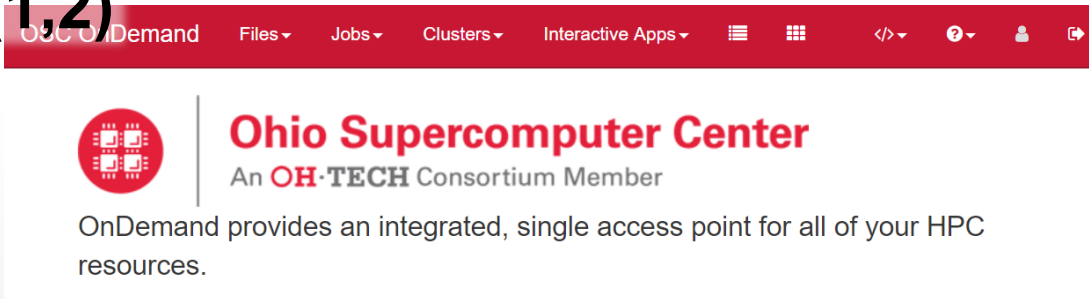 1,2)
OSC OnDemand Files Jobs Clusters Interactive Apps </> ?
Ohio Supercomputer Center
An OH·TECH Consortium Member
OnDemand provides an integrated, single access point for all of your HPC
resources.